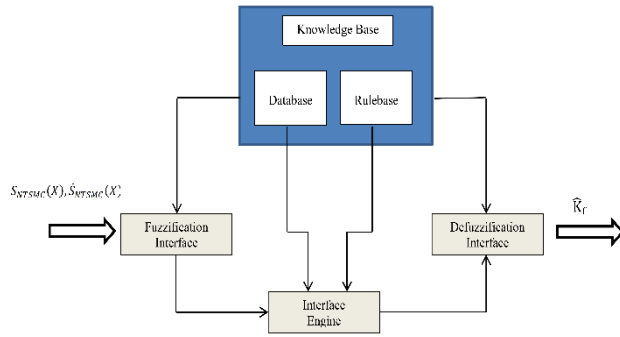 Knowledge Base
Database
Rulebase
S_NTSMC(X), Ṡ_NTSMC(X)
Fuzzification
Interface
Defuzzification
Interface
K̂_f
Interface
Engine